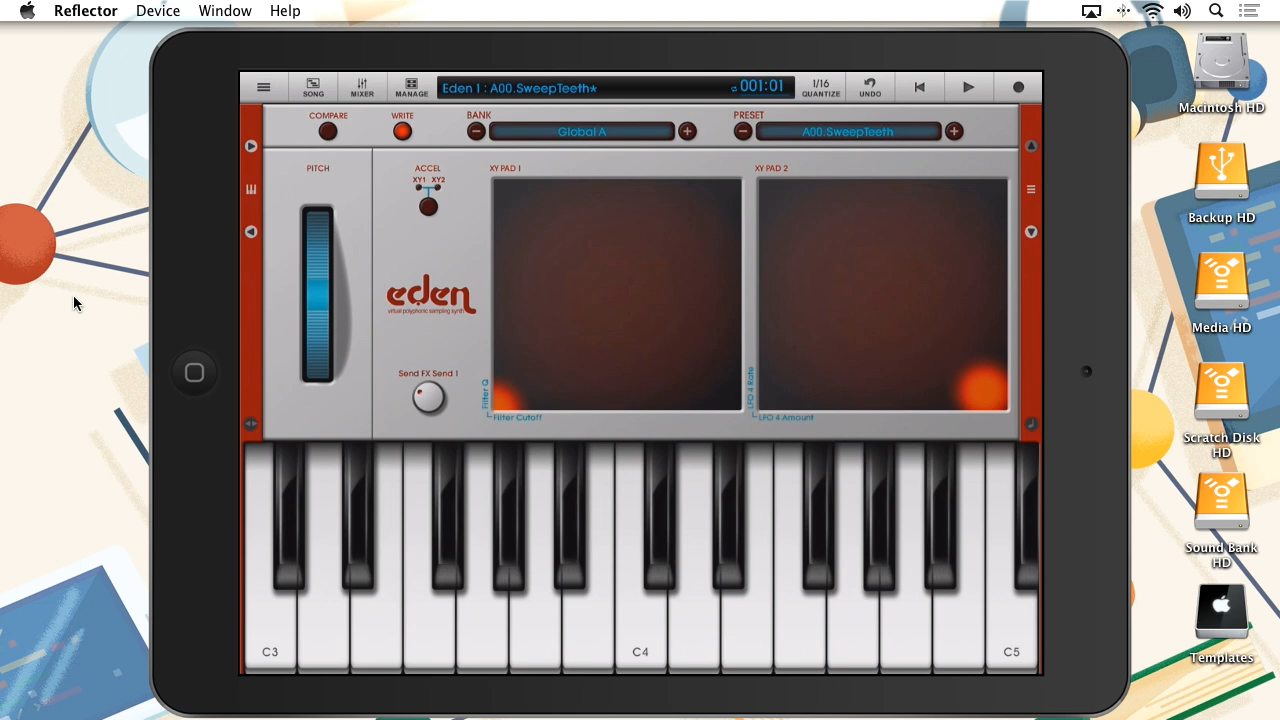 Reflector Device Window Help
SONG MIXER MANAGE Eden 1 : A00.SweepTeeth* 001:01 1/16 QUANTIZE UNDO
COMPARE WRITE BANK Global A PRESET A00.SweepTeeth
PITCH ACCEL XY PAD 1 XY PAD 2
XY1 XY2
eden
virtual polyphonic sampling synth
Send FX Send 1
Filter Q
Filter Cutoff
LFO 4 Rate
LFO 4 Amount
C3 C4 C5
Macintosh HD
Backup HD
Media HD
Scratch Disk
HD
Sound Bank
HD
Templates